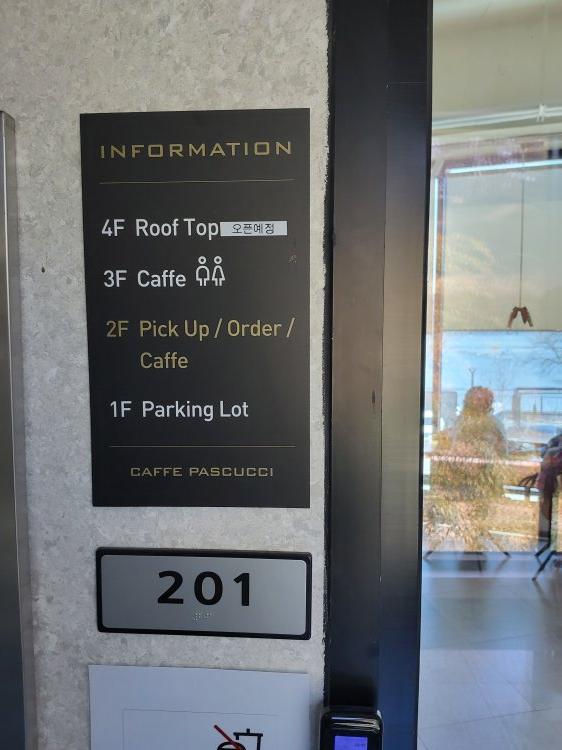 INFORMATION
4F Roof Top 오픈예정
3F Caffe
2F Pick Up / Order /
Caffe
1F Parking Lot
CAFFE PASCUCCI
201